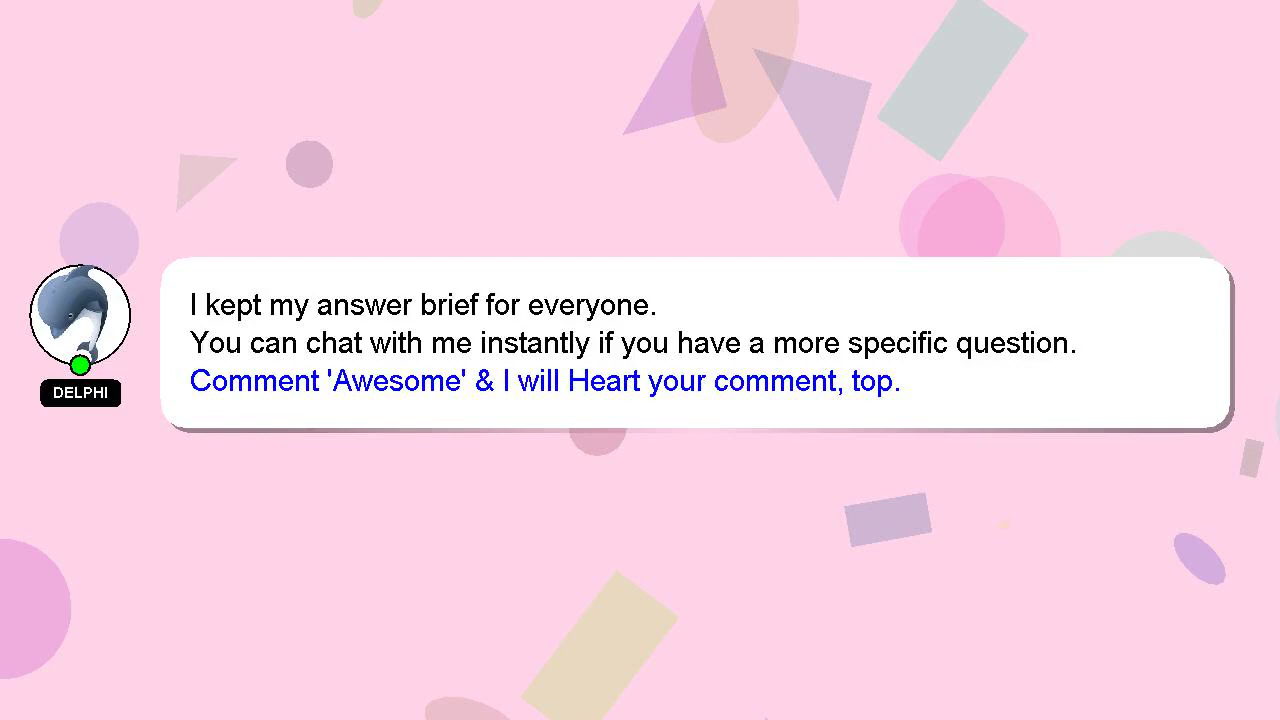 I kept my answer brief for everyone.
You can chat with me instantly if you have a more specific question.
Comment 'Awesome' & I will Heart your comment, top.
DELPHI